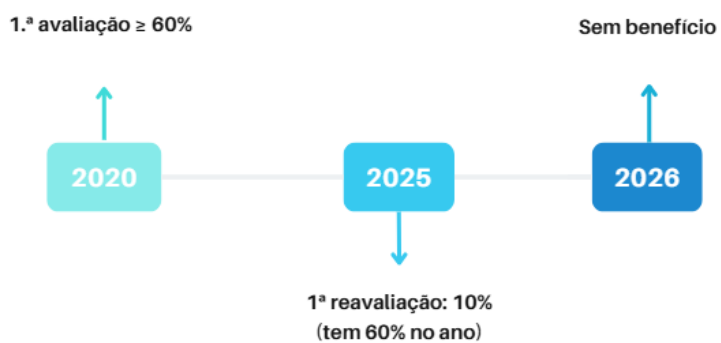 1.ª avaliação ≥ 60%
Sem benefício
2020
2025
2026
1ª reavaliação: 10%
(tem 60% no ano)